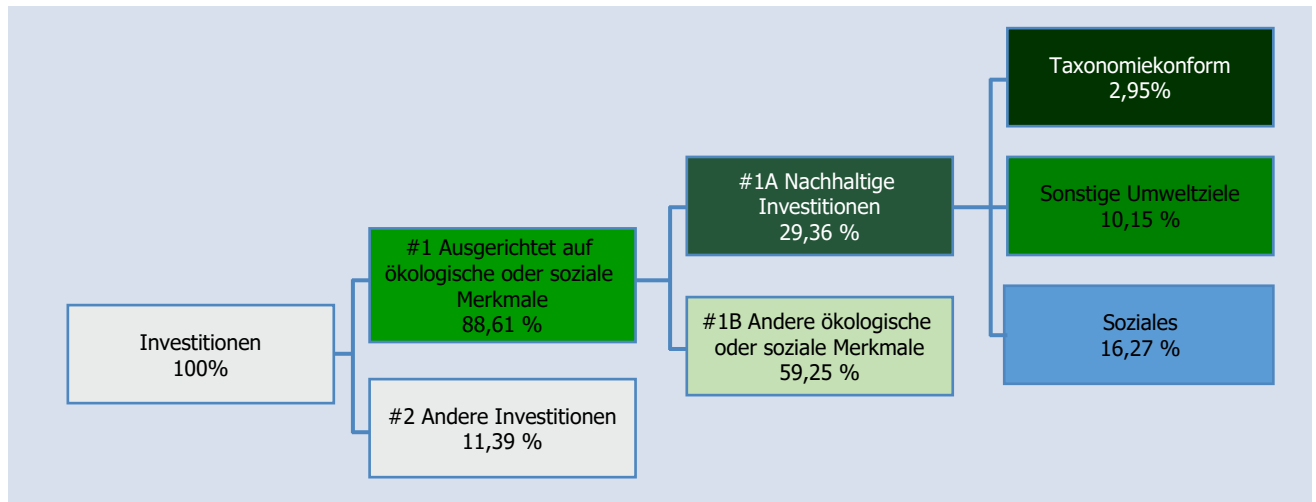 Investitionen
100%
#1 Ausgerichtet auf
ökologische oder soziale
Merkmale
88,61 %
#2 Andere Investitionen
11,39 %
#1A Nachhaltige
Investitionen
29,36 %
#1B Andere ökologische
oder soziale Merkmale
59,25 %
Taxonomiekonform
2,95%
Sonstige Umweltziele
10,15 %
Soziales
16,27 %